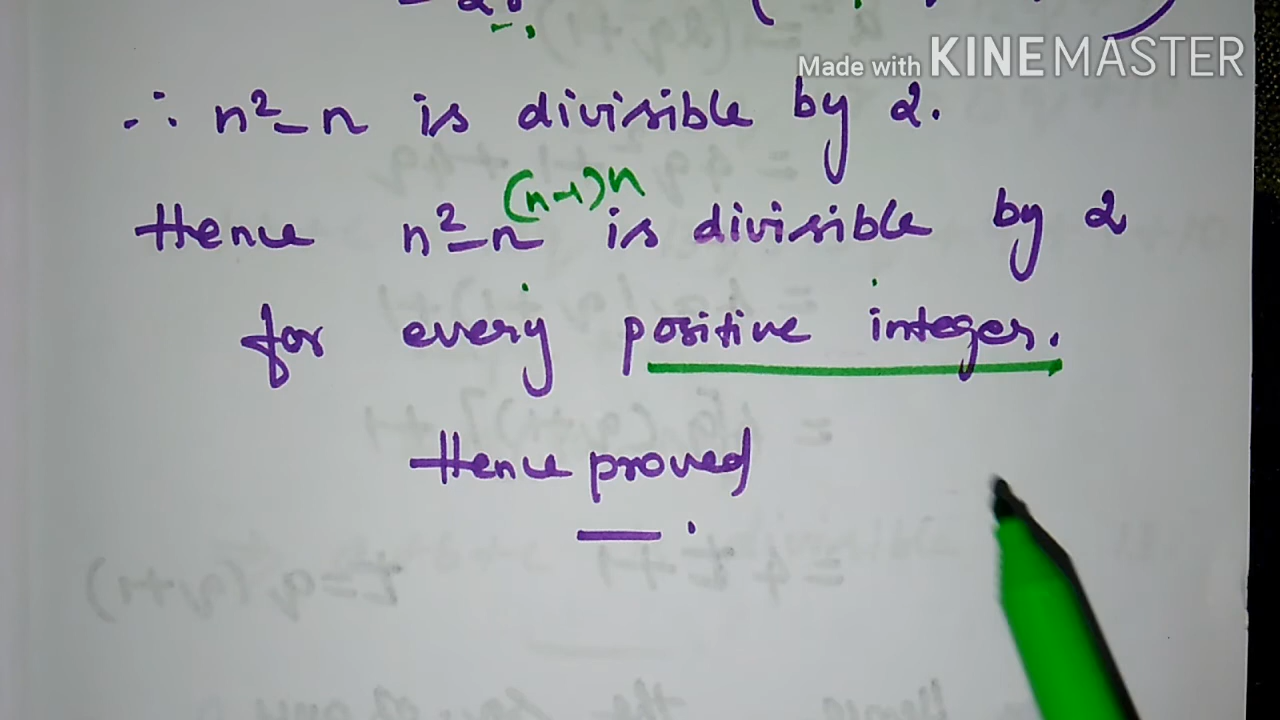 Made with KINEMASTER
∴ n²-n is divisible by 2.
(n-1)n
Hence n²-n is divisible by 2
for every positive integer.
Hence proved